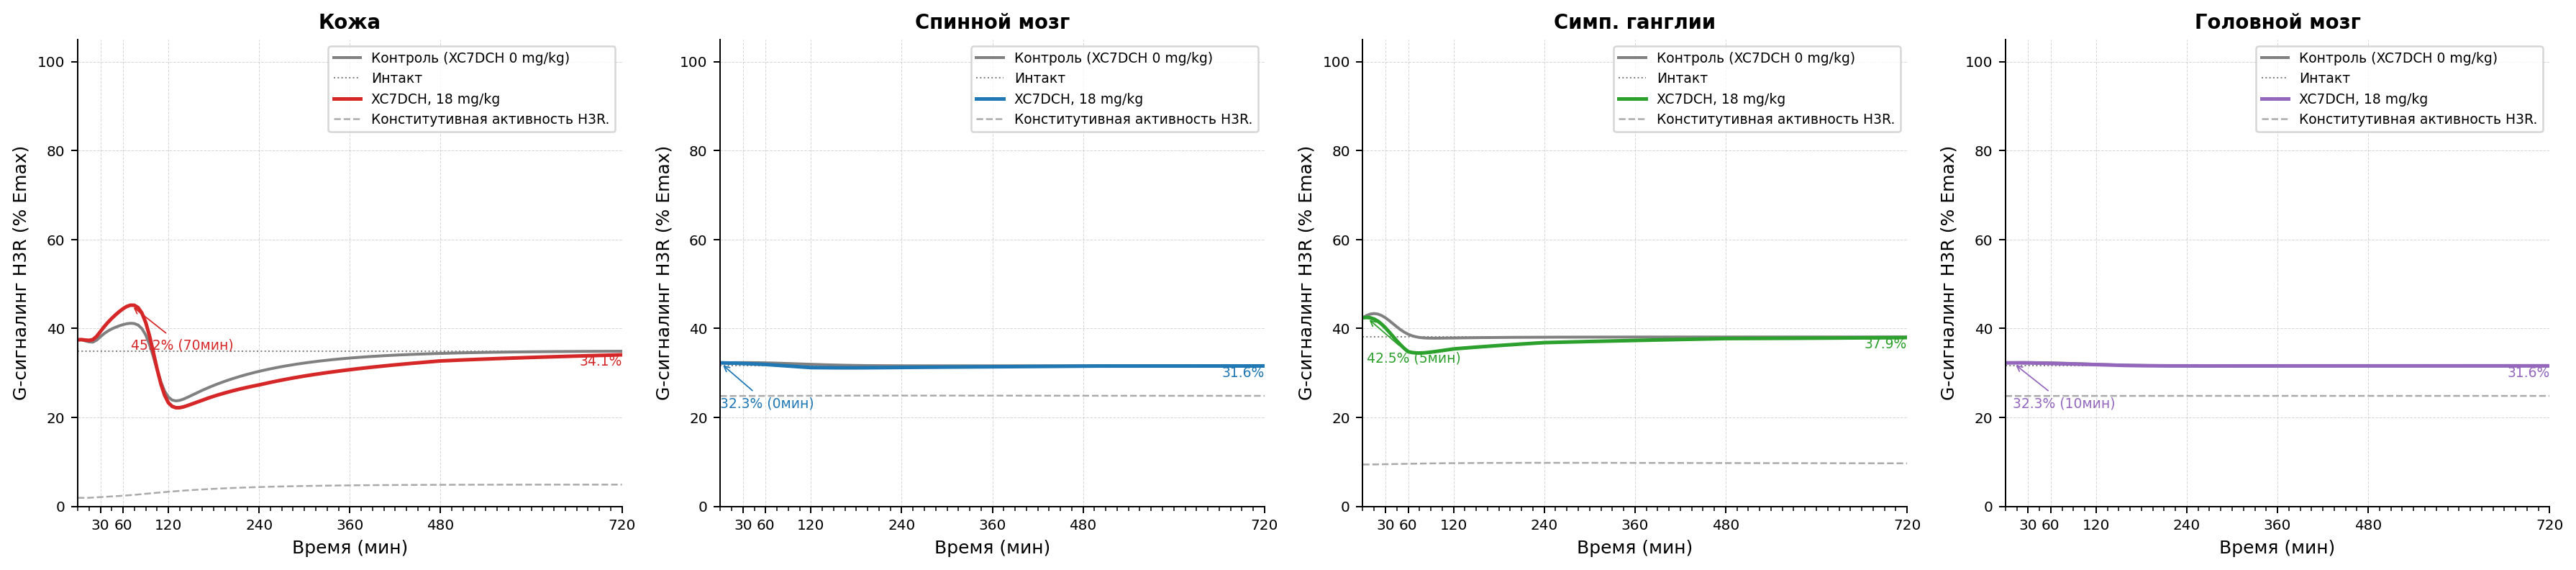 Кожа
Контроль (XC7DCH 0 mg/kg)
Интакт
XC7DCH, 18 mg/kg
Конститутивная активность H3R.
G-сигналинг H3R (% Emax)
100
80
60
40
20
0
45.2% (70мин)
34.1%
30 60 120 240 360 480 720
Время (мин)
Спинной мозг
Контроль (XC7DCH 0 mg/kg)
Интакт
XC7DCH, 18 mg/kg
Конститутивная активность H3R.
G-сигналинг H3R (% Emax)
100
80
60
40
20
0
31.6%
32.3% (0мин)
30 60 120 240 360 480 720
Время (мин)
Симп. ганглии
Контроль (XC7DCH 0 mg/kg)
Интакт
XC7DCH, 18 mg/kg
Конститутивная активность H3R.
G-сигналинг H3R (% Emax)
100
80
60
40
20
0
37.9%
42.5% (5мин)
30 60 120 240 360 480 720
Время (мин)
Головной мозг
Контроль (XC7DCH 0 mg/kg)
Интакт
XC7DCH, 18 mg/kg
Конститутивная активность H3R.
G-сигналинг H3R (% Emax)
100
80
60
40
20
0
31.6%
32.3% (10мин)
30 60 120 240 360 480 720
Время (мин)